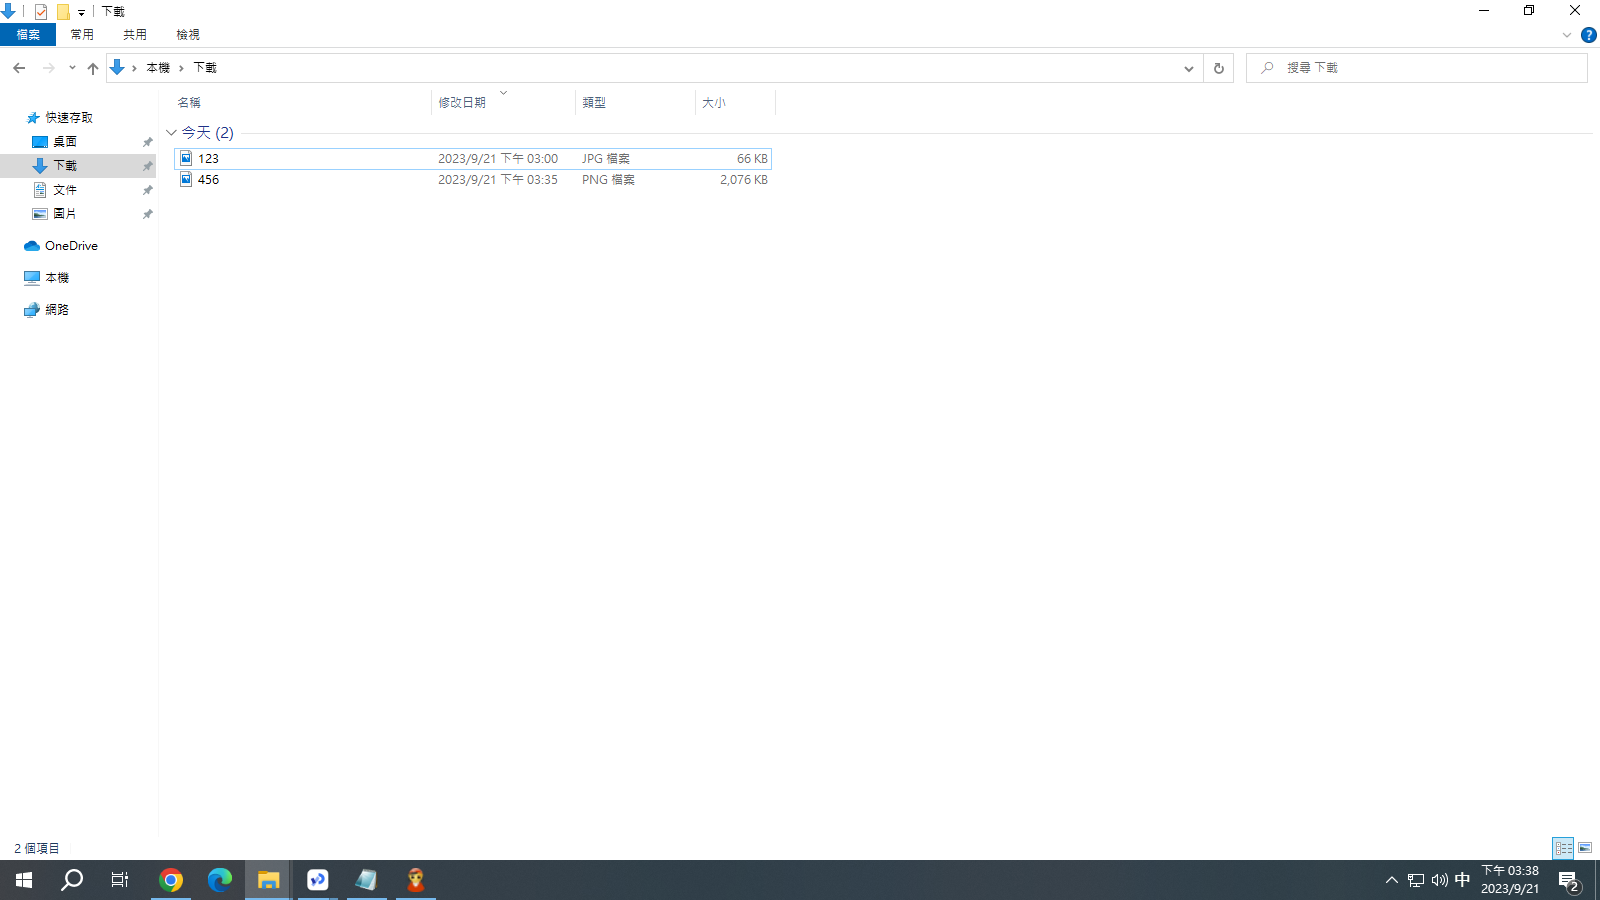 下載
檔案 常用 共用 檢視
本機 下載
搜尋 下載
名稱 修改日期 類型 大小
快速存取
桌面
下載
文件
圖片
OneDrive
本機
網路
今天 (2)
123 2023/9/21 下午 03:00 JPG 檔案 66 KB
456 2023/9/21 下午 03:35 PNG 檔案 2,076 KB
2 個項目
中
下午 03:38
2023/9/21
2